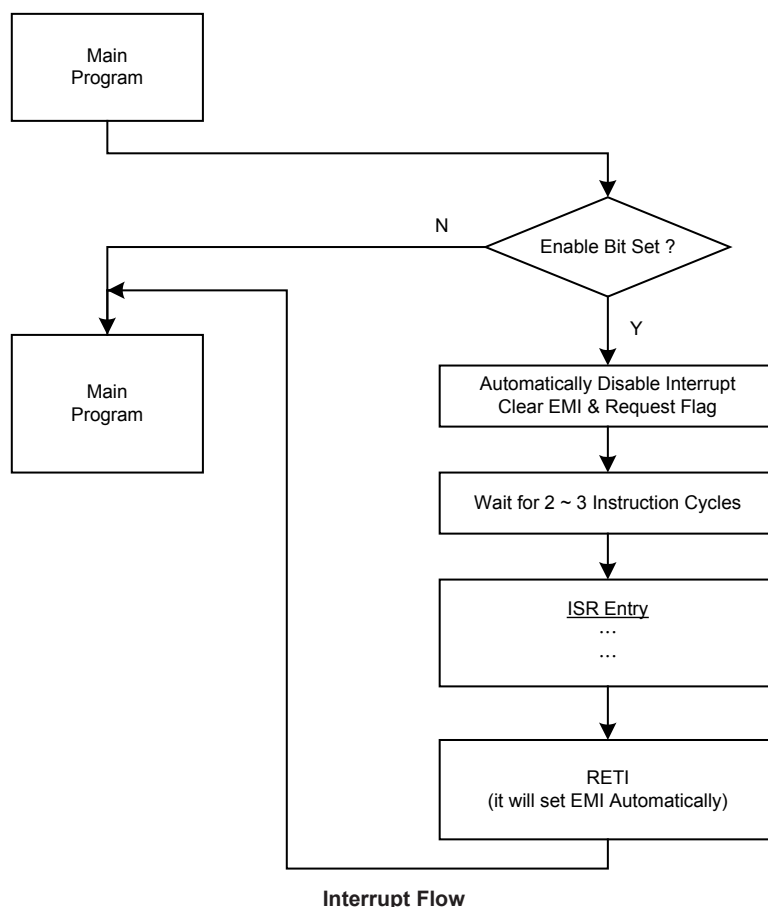 Main
Program
Enable Bit Set ?
N
Y
Main
Program
Automatically Disable Interrupt
Clear EMI & Request Flag
Wait for 2 ~ 3 Instruction Cycles
ISR Entry
...
...
RETI
(it will set EMI Automatically)
Interrupt Flow